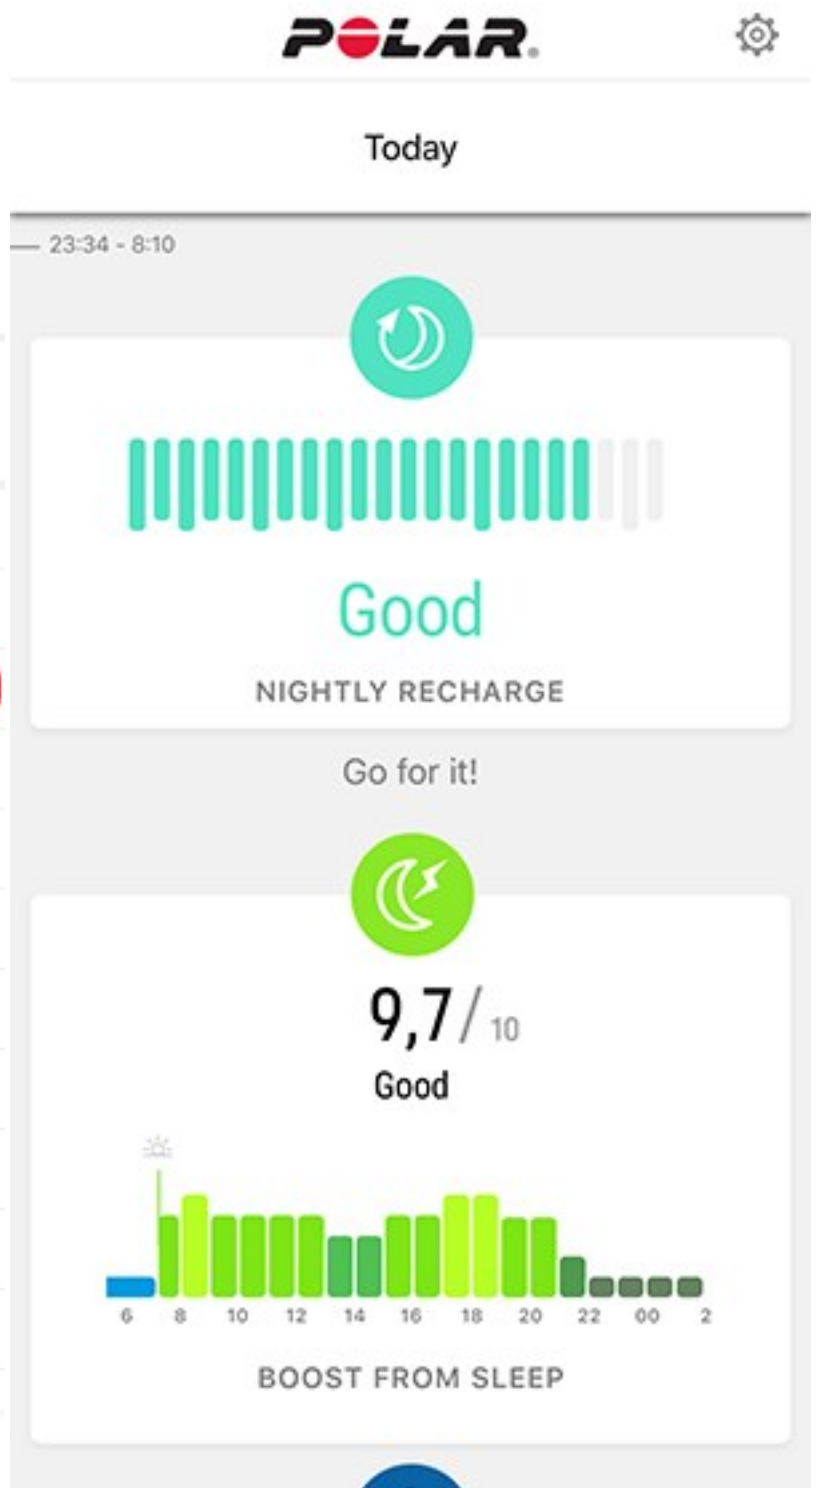 POLAR.
Today
23:34 - 8:10
Good
NIGHTLY RECHARGE
Go for it!
9,7/10
Good
6 8 10 12 14 16 18 20 22 00 2
BOOST FROM SLEEP